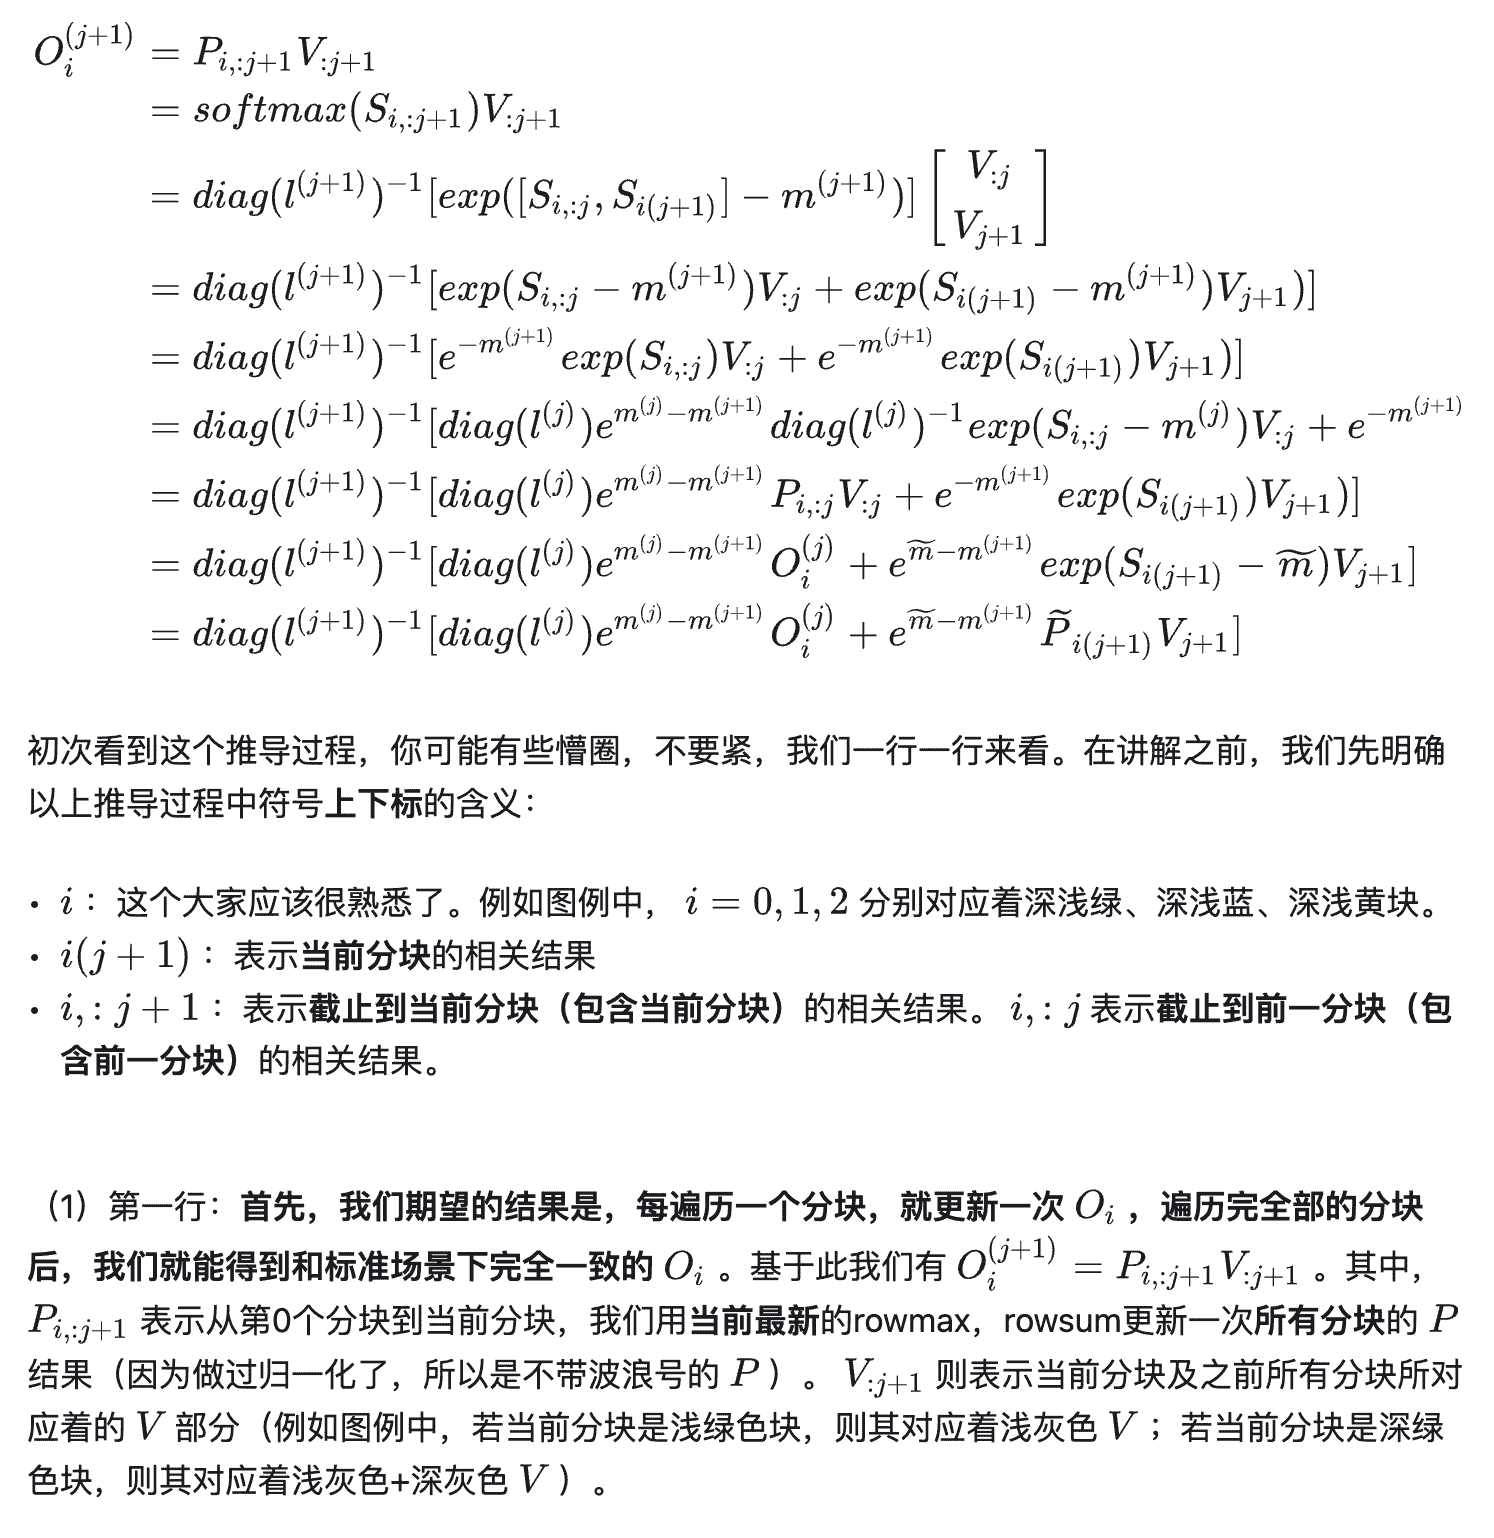 O_i^{(j+1)} = P_{i,:j+1}V_{:j+1}
= softmax(S_{i,:j+1})V_{:j+1}
= diag(l^{(j+1)})^{-1}[exp([S_{i,:j}, S_{i(j+1)}] − m^{(j+1)})] [V_{:j} V_{j+1}]
= diag(l^{(j+1)})^{-1}[exp(S_{i,:j} − m^{(j+1)})V_{:j} + exp(S_{i(j+1)} − m^{(j+1)})V_{j+1})]
= diag(l^{(j+1)})^{-1}[e^{−m^{(j+1)}}exp(S_{i,:j})V_{:j} + e^{−m^{(j+1)}}exp(S_{i(j+1)})V_{j+1})]
= diag(l^{(j+1)})^{-1}[diag(l^{(j)})e^{m^{(j)}−m^{(j+1)}}diag(l^{(j)})^{-1}exp(S_{i,:j} − m^{(j)})V_{:j} + e^{−m^{(j+1)}}
= diag(l^{(j+1)})^{-1}[diag(l^{(j)})e^{m^{(j)}−m^{(j+1)}}P_{i,:j}V_{:j} + e^{−m^{(j+1)}}exp(S_{i(j+1)})V_{j+1})]
= diag(l^{(j+1)})^{-1}[diag(l^{(j)})e^{m^{(j)}−m^{(j+1)}}O_i^{(j)} + e^{\widetilde{m}−m^{(j+1)}}exp(S_{i(j+1)} − \widetilde{m})V_{j+1}]
= diag(l^{(j+1)})^{-1}[diag(l^{(j)})e^{m^{(j)}−m^{(j+1)}}O_i^{(j)} + e^{\widetilde{m}−m^{(j+1)}}\widetilde{P}_{i(j+1)}V_{j+1}]
初次看到这个推导过程，你可能有些懵圈，不要紧，我们一行一行来看。在讲解之前，我们先明确
以上推导过程中符号上下标的含义：
· i：这个大家应该很熟悉了。例如图例中， i = 0, 1, 2 分别对应着深浅绿、深浅蓝、深浅黄块。
· i(j + 1)：表示当前分块的相关结果
· i,: j + 1：表示截止到当前分块（包含当前分块）的相关结果。 i,: j 表示截止到前一分块（包
含前一分块）的相关结果。
（1）第一行：首先，我们期望的结果是，每遍历一个分块，就更新一次 O_i ，遍历完全部的分块
后，我们就能得到和标准场景下完全一致的 O_i 。基于此我们有 O_i^{(j+1)} = P_{i,:j+1}V_{:j+1} 。其中，
P_{i,:j+1} 表示从第0个分块到当前分块，我们用当前最新的rowmax，rowsum更新一次所有分块的 P
结果（因为做过归一化了，所以是不带波浪号的 P ）。 V_{:j+1} 则表示当前分块及之前所有分块所对
应着的 V 部分（例如图例中，若当前分块是浅绿色块，则其对应着浅灰色 V ；若当前分块是深绿
色块，则其对应着浅灰色+深灰色 V ）。